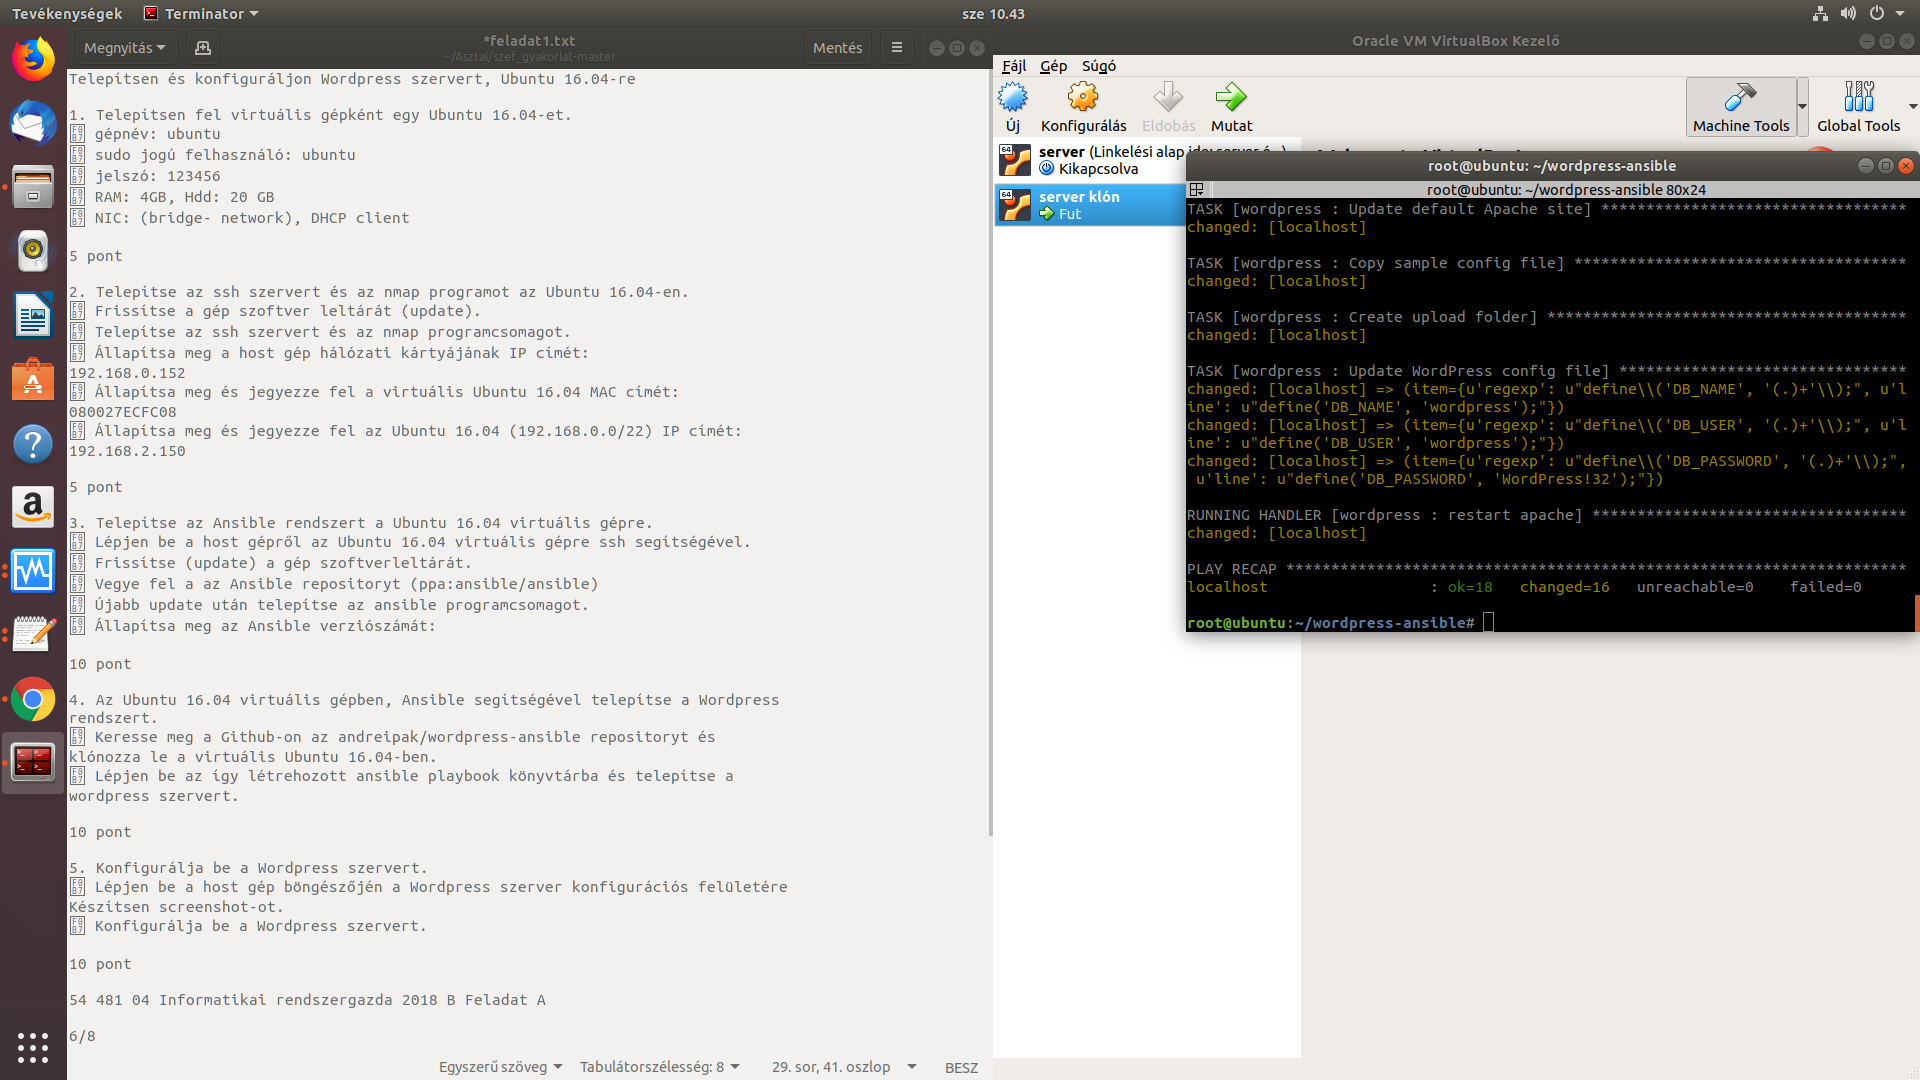 Tevékenységek
Terminator
sze 10.43
Megnyitás
*feladat1.txt
~/Asztal/szef_gyakorlat-master
Mentés
Telepítsen és konfiguráljon Wordpress szervert, Ubuntu 16.04-re
1. Telepítsen fel virtuális gépként egy Ubuntu 16.04-et.
gépnév: ubuntu
sudo jogú felhasználó: ubuntu
jelszó: 123456
RAM: 4GB, Hdd: 20 GB
NIC: (bridge- network), DHCP client
5 pont
2. Telepítse az ssh szervert és az nmap programot az Ubuntu 16.04-en.
Frissítse a gép szoftver leltárát (update).
Telepítse az ssh szervert és az nmap programcsomagot.
Állapítsa meg a host gép hálózati kártyájának IP címét:
192.168.0.152
Állapítsa meg és jegyezze fel a virtuális Ubuntu 16.04 MAC címét:
080027ECFC08
Állapítsa meg és jegyezze fel az Ubuntu 16.04 (192.168.0.0/22) IP címét:
192.168.2.150
5 pont
3. Telepítse az Ansible rendszert a Ubuntu 16.04 virtuális gépre.
Lépjen be a host gépről az Ubuntu 16.04 virtuális gépre ssh segítségével.
Frissítse (update) a gép szoftverleltárát.
Vegye fel a az Ansible repositoryt (ppa:ansible/ansible)
Újabb update után telepítse az ansible programcsomagot.
Állapítsa meg az Ansible verziószámát:
10 pont
4. Az Ubuntu 16.04 virtuális gépben, Ansible segítségével telepítse a Wordpress
rendszert.
Keresse meg a Github-on az andreipak/wordpress-ansible repositoryt és
klónozza le a virtuális Ubuntu 16.04-ben.
Lépjen be az így létrehozott ansible playbook könyvtárba és telepítse a
wordpress szervert.
10 pont
5. Konfigurálja be a Wordpress szervert.
Lépjen be a host gép böngészőjén a Wordpress szerver konfigurációs felületére
Készítsen screenshot-ot.
Konfigurálja be a Wordpress szervert.
10 pont
54 481 04 Informatikai rendszergazda 2018 B Feladat A
6/8
Egyszerű szöveg
Tabulátorszélesség: 8
29. sor, 41. oszlop
BESZ
Oracle VM VirtualBox Kezelő
Fájl Gép Súgó
Új
Konfigurálás
Eldobás
Mutat
Machine Tools
Global Tools
64
server (Linkelési alap
Kikapcsolva
64
server klón
Fut
root@ubuntu: ~/wordpress-ansible
root@ubuntu: ~/wordpress-ansible 80x24
TASK [wordpress : Update default Apache site] **********************************
changed: [localhost]
TASK [wordpress : Copy sample config file] *************************************
changed: [localhost]
TASK [wordpress : Create upload folder] ****************************************
changed: [localhost]
TASK [wordpress : Update WordPress config file] ********************************
changed: [localhost] => (item={u'regexp': u"define\\('DB_NAME', '(.)+'\\);", u'l
ine': u"define('DB_NAME', 'wordpress');"})
changed: [localhost] => (item={u'regexp': u"define\\('DB_USER', '(.)+'\\);", u'l
ine': u"define('DB_USER', 'wordpress');"})
changed: [localhost] => (item={u'regexp': u"define\\('DB_PASSWORD', '(.)+'\\);",
u'line': u"define('DB_PASSWORD', 'WordPress!32');"})
RUNNING HANDLER [wordpress : restart apache] ***********************************
changed: [localhost]
PLAY RECAP *********************************************************************
localhost : ok=18 changed=16 unreachable=0 failed=0
root@ubuntu:~/wordpress-ansible#